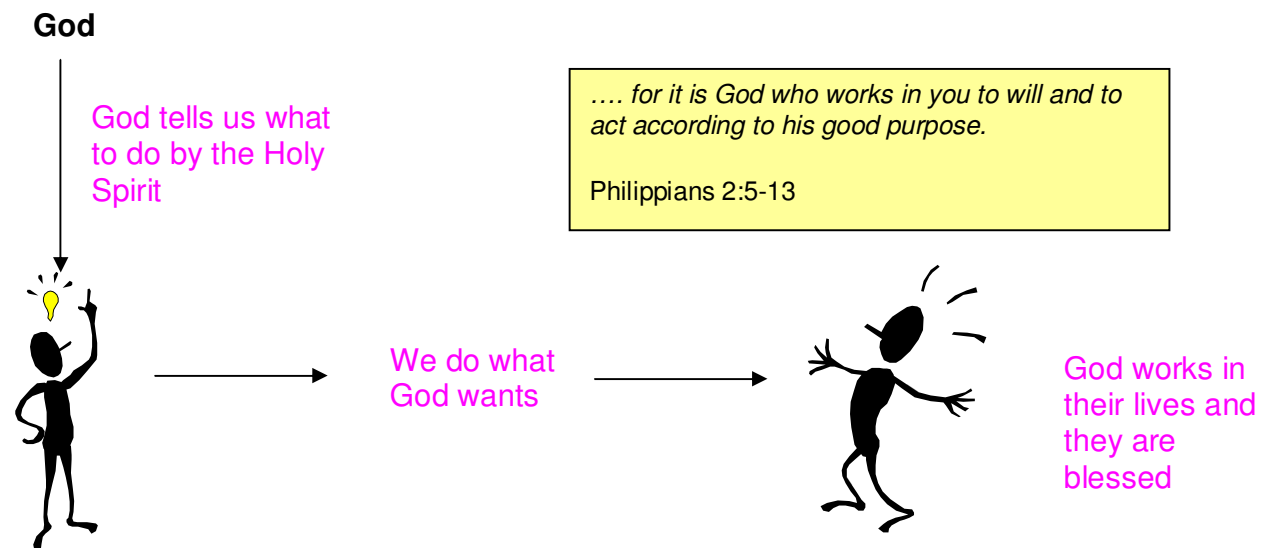 God
God tells us what
to do by the Holy
Spirit
…. for it is God who works in you to will and to
act according to his good purpose.
Philippians 2:5-13
We do what
God wants
God works in
their lives and
they are
blessed